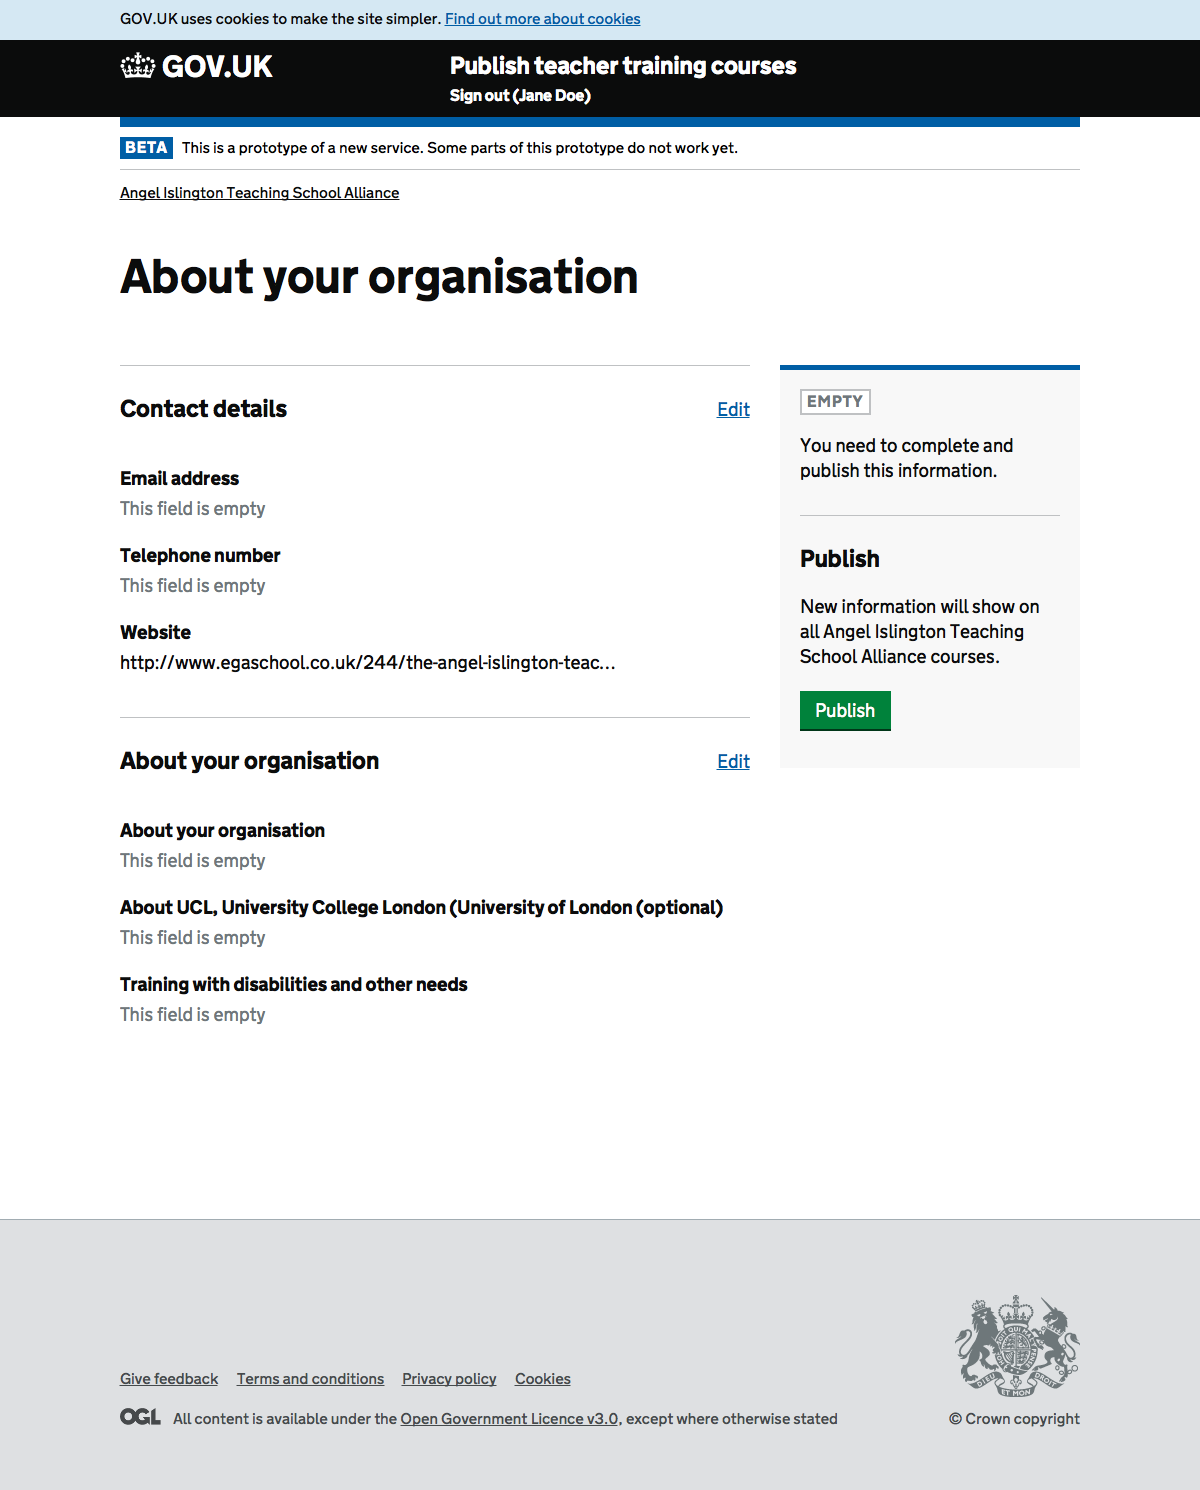 GOV.UK uses cookies to make the site simpler. Find out more about cookies
GOV.UK
Publish teacher training courses
Sign out (Jane Doe)
BETA This is a prototype of a new service. Some parts of this prototype do not work yet.
Angel Islington Teaching School Alliance
About your organisation
Contact details
Edit
Email address
This field is empty
Telephone number
This field is empty
Website
http://www.egaschool.co.uk/244/the-angel-islington-teac...
About your organisation
Edit
About your organisation
This field is empty
About UCL, University College London (University of London (optional)
This field is empty
Training with disabilities and other needs
This field is empty
EMPTY
You need to complete and
publish this information.
Publish
New information will show on
all Angel Islington Teaching
School Alliance courses.
Publish
Give feedback Terms and conditions Privacy policy Cookies
OGL All content is available under the Open Government Licence v3.0, except where otherwise stated
DIEU ET MON DROIT
© Crown copyright